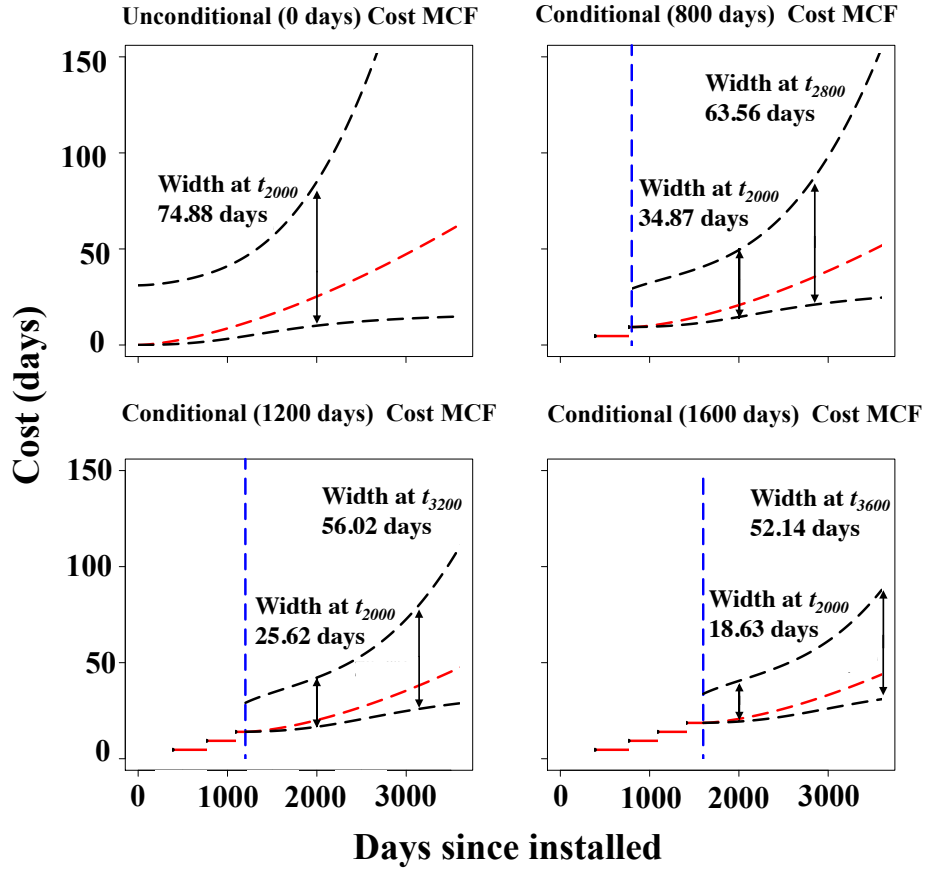 Unconditional (0 days) Cost MCF
Conditional (800 days) Cost MCF
150
100
50
0
Width at t2000
74.88 days
Width at t2800
63.56 days
Width at t2000
34.87 days
Cost (days)
Conditional (1200 days) Cost MCF
Conditional (1600 days) Cost MCF
150
100
50
0
Width at t3200
56.02 days
Width at t2000
25.62 days
Width at t3600
52.14 days
Width at t2000
18.63 days
0 1000 2000 3000
0 1000 2000 3000
Days since installed